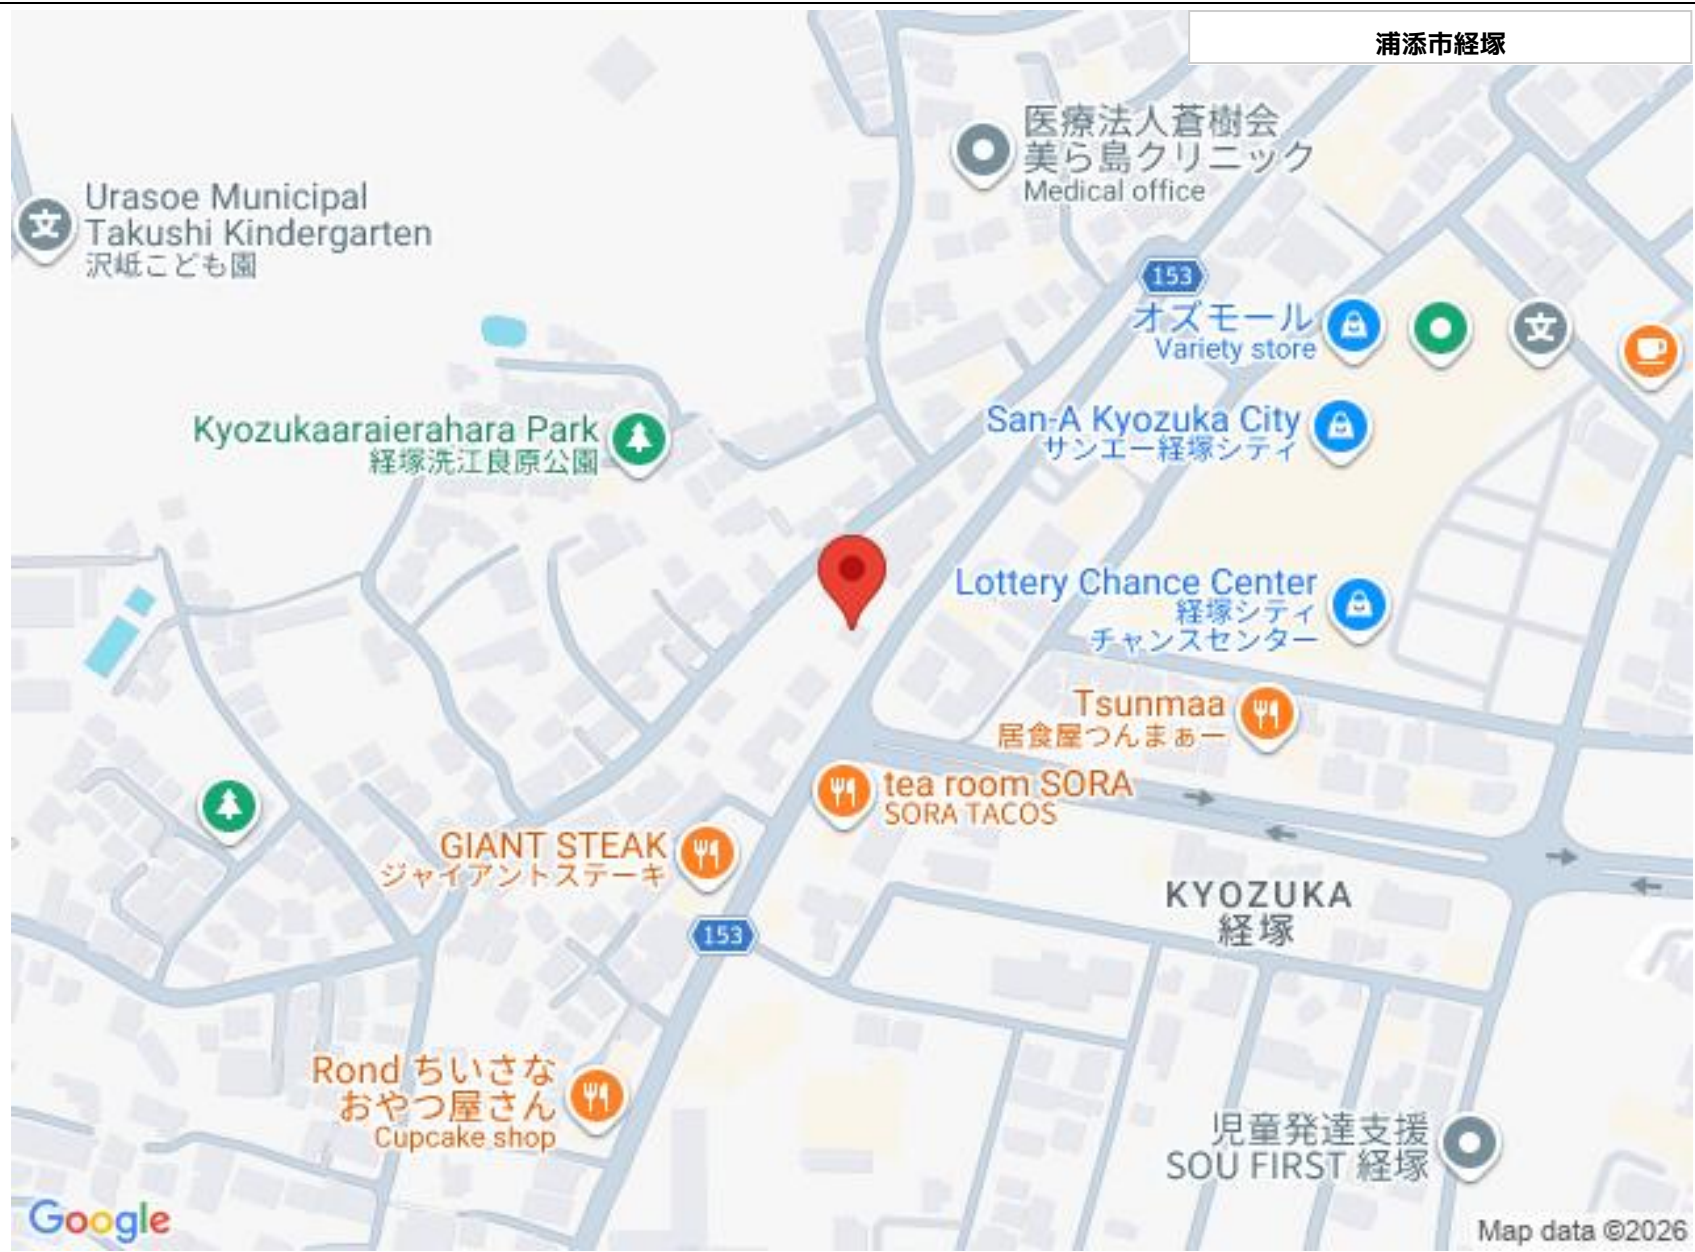 浦添市経塚
医療法人蒼樹会
美ら島クリニック
Medical office
Urasoe Municipal
Takushi Kindergarten
沢岻こども園
文
153
オズモール
Variety store
文
Kyozukaaraierahara Park
経塚洗江良原公園
San-A Kyozuka City
サンエー経塚シティ
Lottery Chance Center
経塚シティ
チャンスセンター
Tsunmaa
居食屋つんまぁー
tea room SORA
SORA TACOS
GIANT STEAK
ジャイアントステーキ
KYOZUKA
経塚
153
Rond ちいさな
おやつ屋さん
Cupcake shop
児童発達支援
SOU FIRST 経塚
Google
Map data ©2026